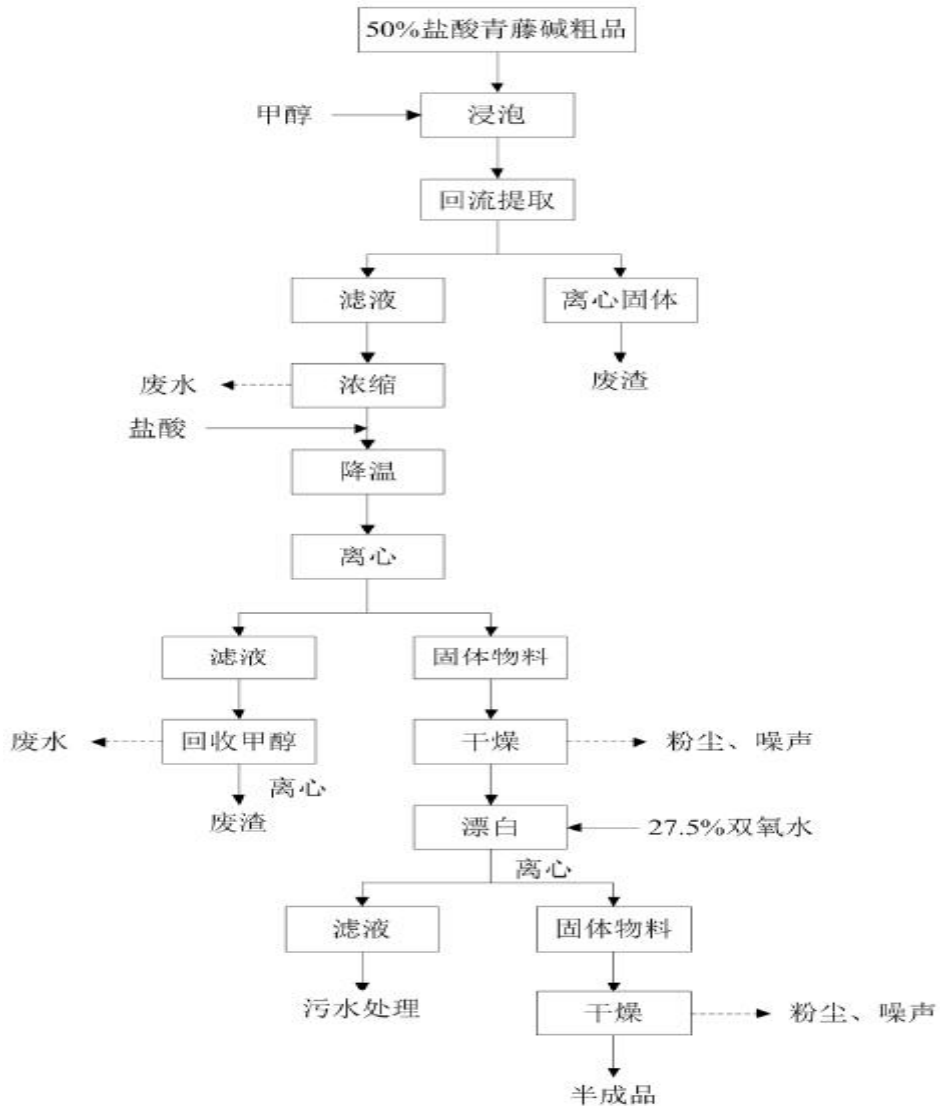 50%盐酸青藤碱粗品
甲醇
浸泡
回流提取
滤液
离心固体
废水
浓缩
废渣
盐酸
降温
离心
滤液
固体物料
废水
回收甲醇
干燥
粉尘、噪声
离心
废渣
漂白
27.5%双氧水
离心
滤液
固体物料
污水处理
干燥
粉尘、噪声
半成品